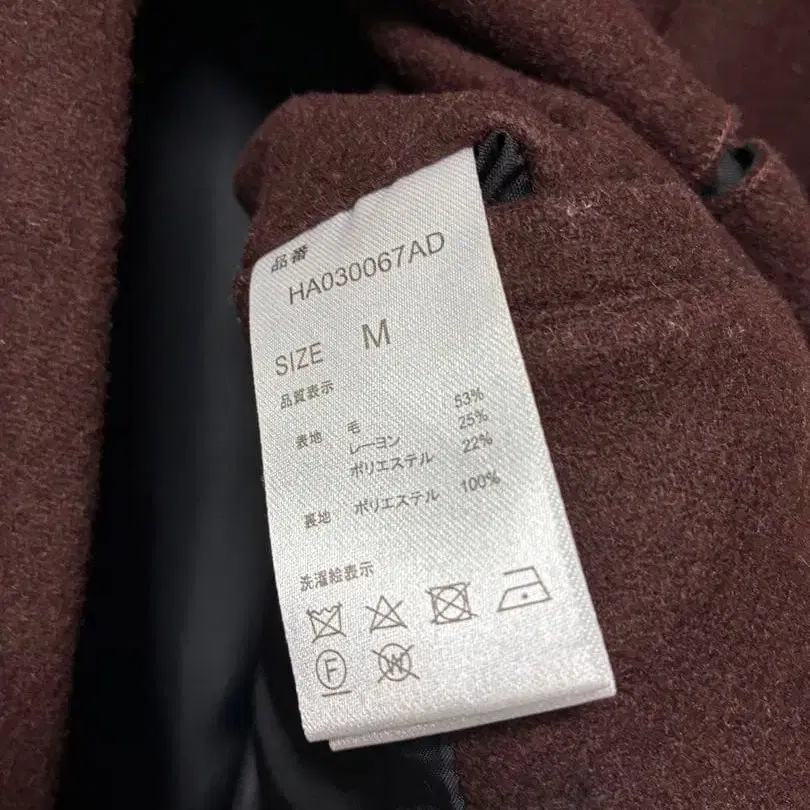 品番
HA030067AD
SIZE M
品質表示
表地 毛 53%
レーヨン 25%
ポリエステル 22%
裏地 ポリエステル 100%
洗濯絵表示
F W